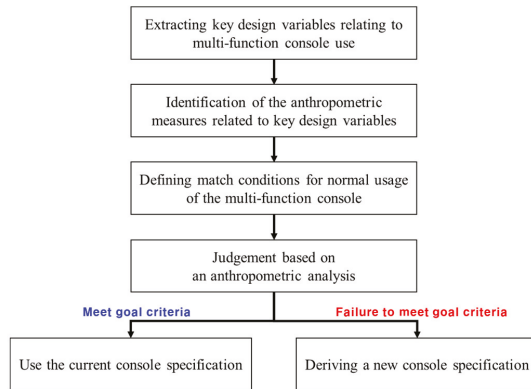 Extracting key design variables relating to
multi-function console use
Identification of the anthropometric
measures related to key design variables
Defining match conditions for normal usage
of the multi-function console
Judgement based on
an anthropometric analysis
Meet goal criteria
Failure to meet goal criteria
Use the current console specification
Deriving a new console specification